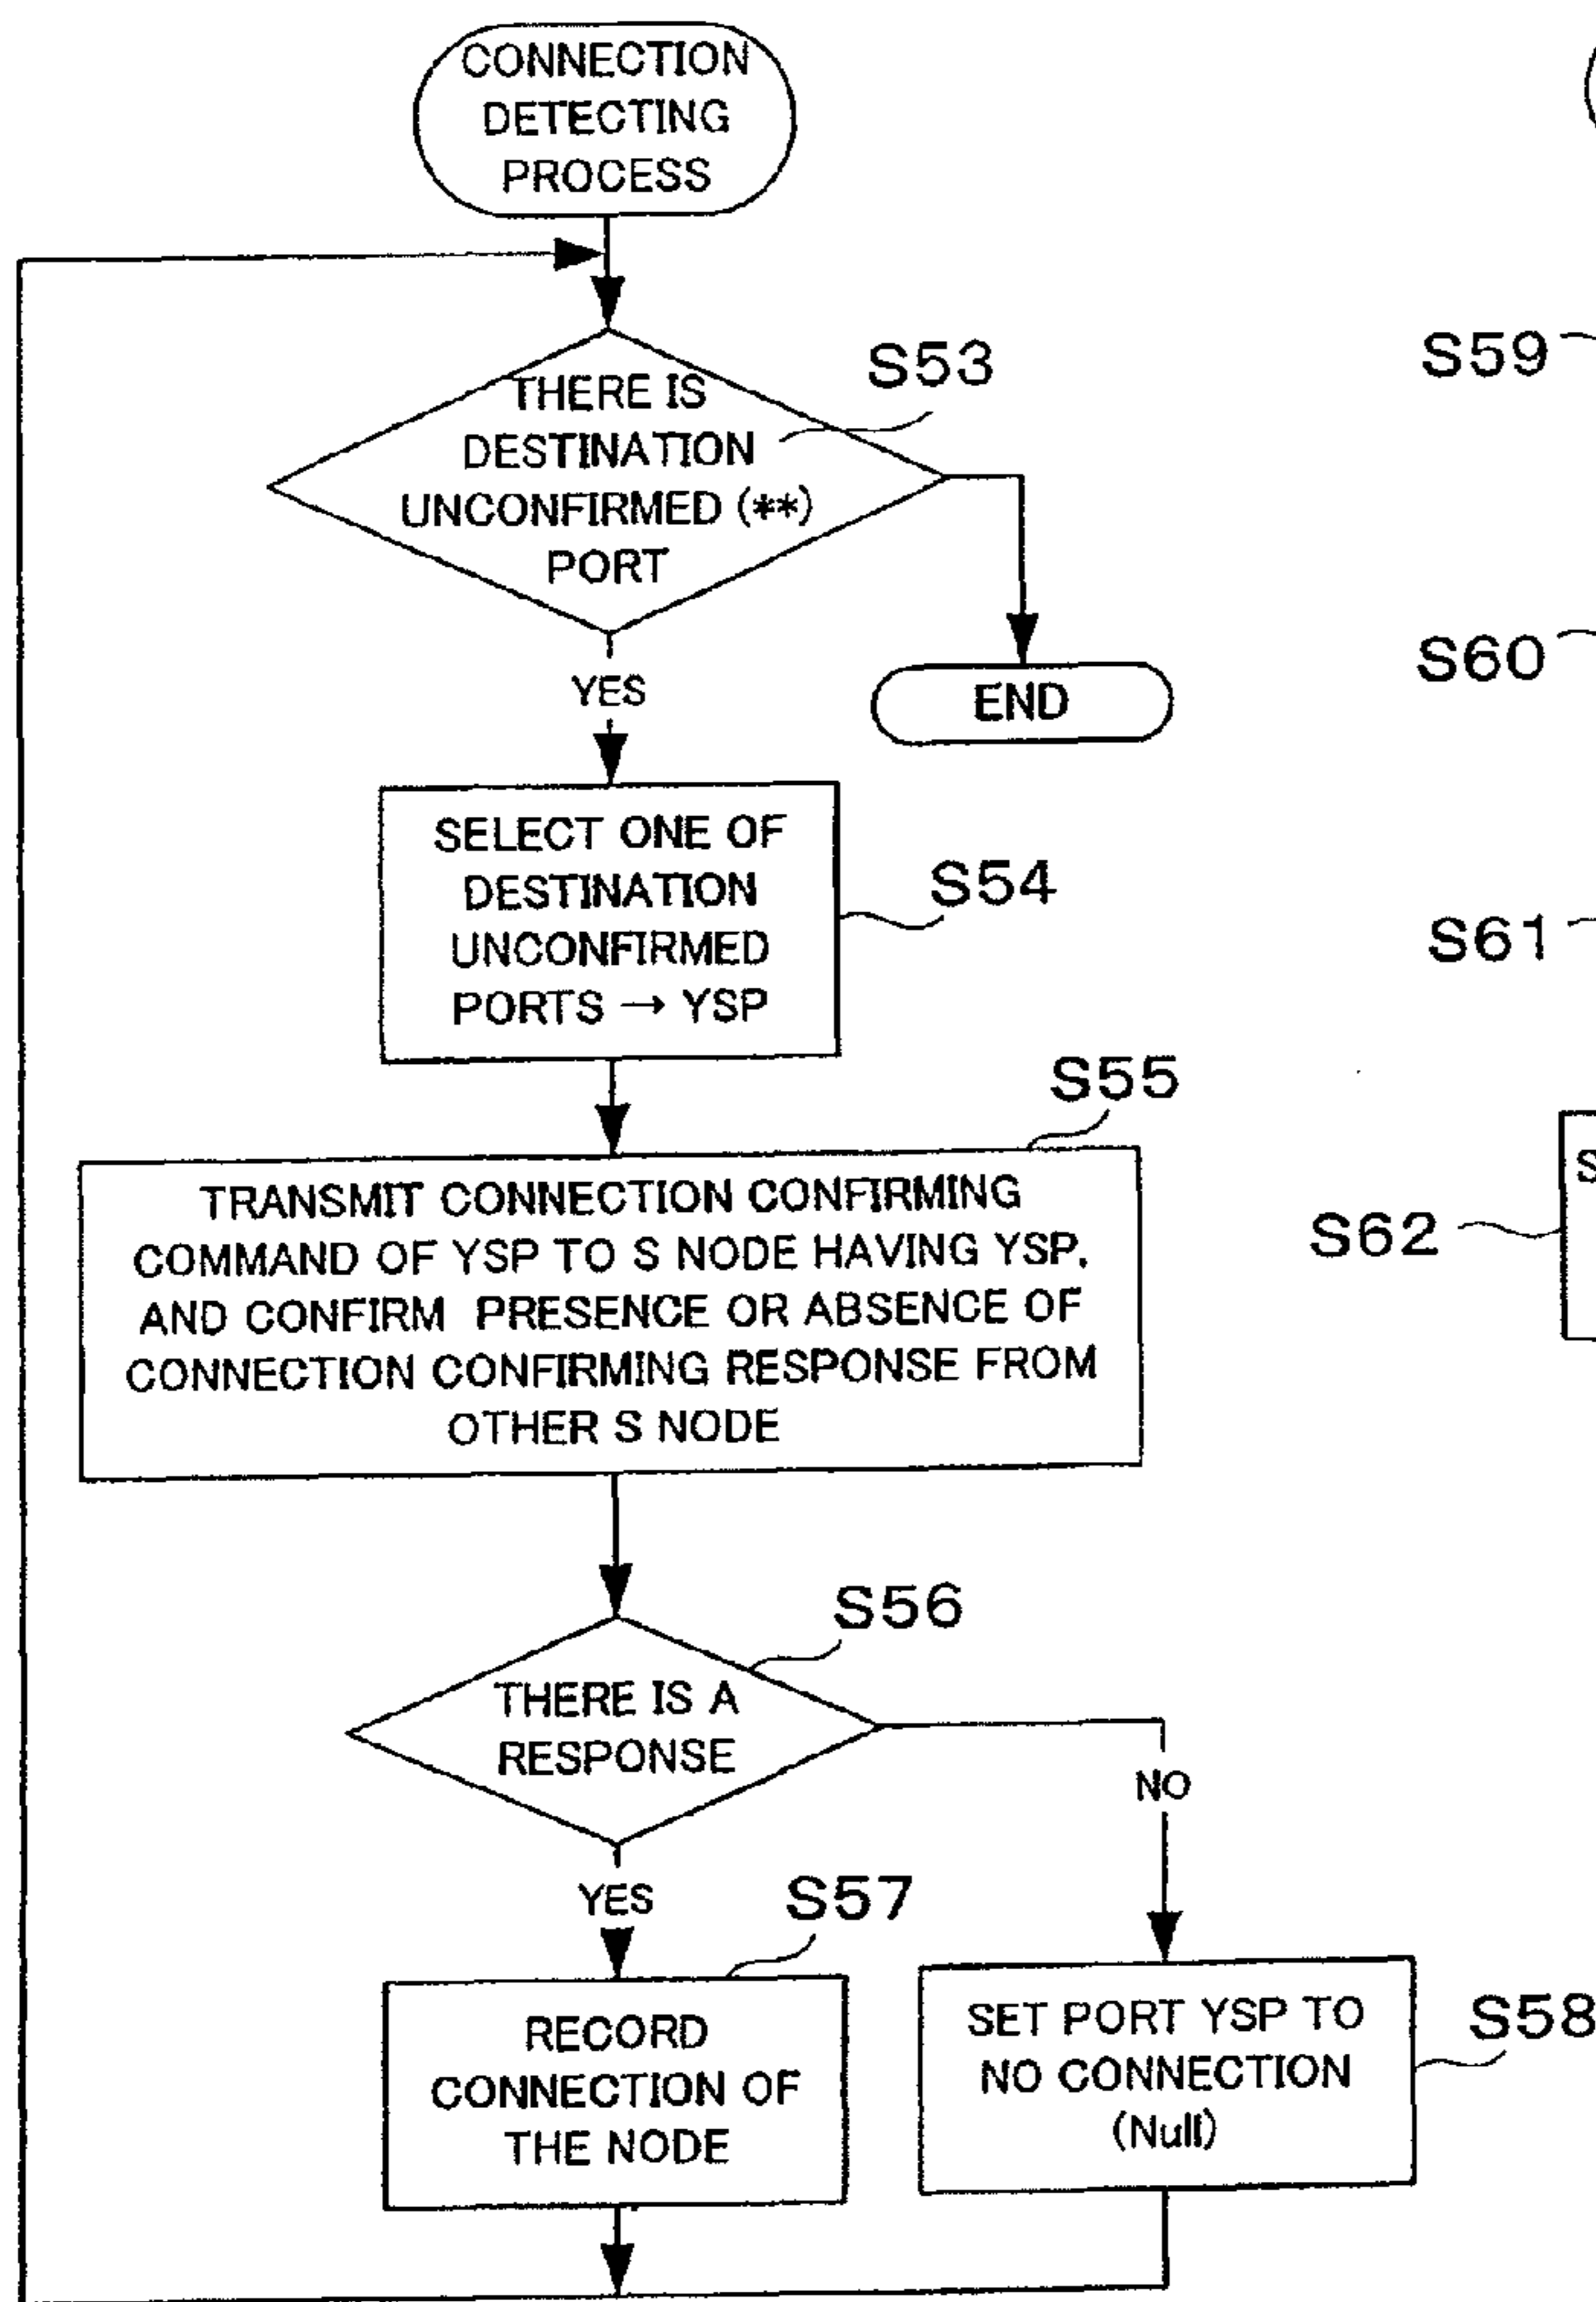 CONNECTION
DETECTING
PROCESS
S53
THERE IS
DESTINATION
UNCONFIRMED (**)
PORT
YES
END
SELECT ONE OF
DESTINATION
UNCONFIRMED
PORTS → YSP
S54
S55
TRANSMIT CONNECTION CONFIRMING
COMMAND OF YSP TO S NODE HAVING YSP,
AND CONFIRM PRESENCE OR ABSENCE OF
CONNECTION CONFIRMING RESPONSE FROM
OTHER S NODE
S56
THERE IS A
RESPONSE
NO
YES
S57
RECORD
CONNECTION OF
THE NODE
SET PORT YSP TO
NO CONNECTION
(Null)
S58
S59
S60
S61
S62
S